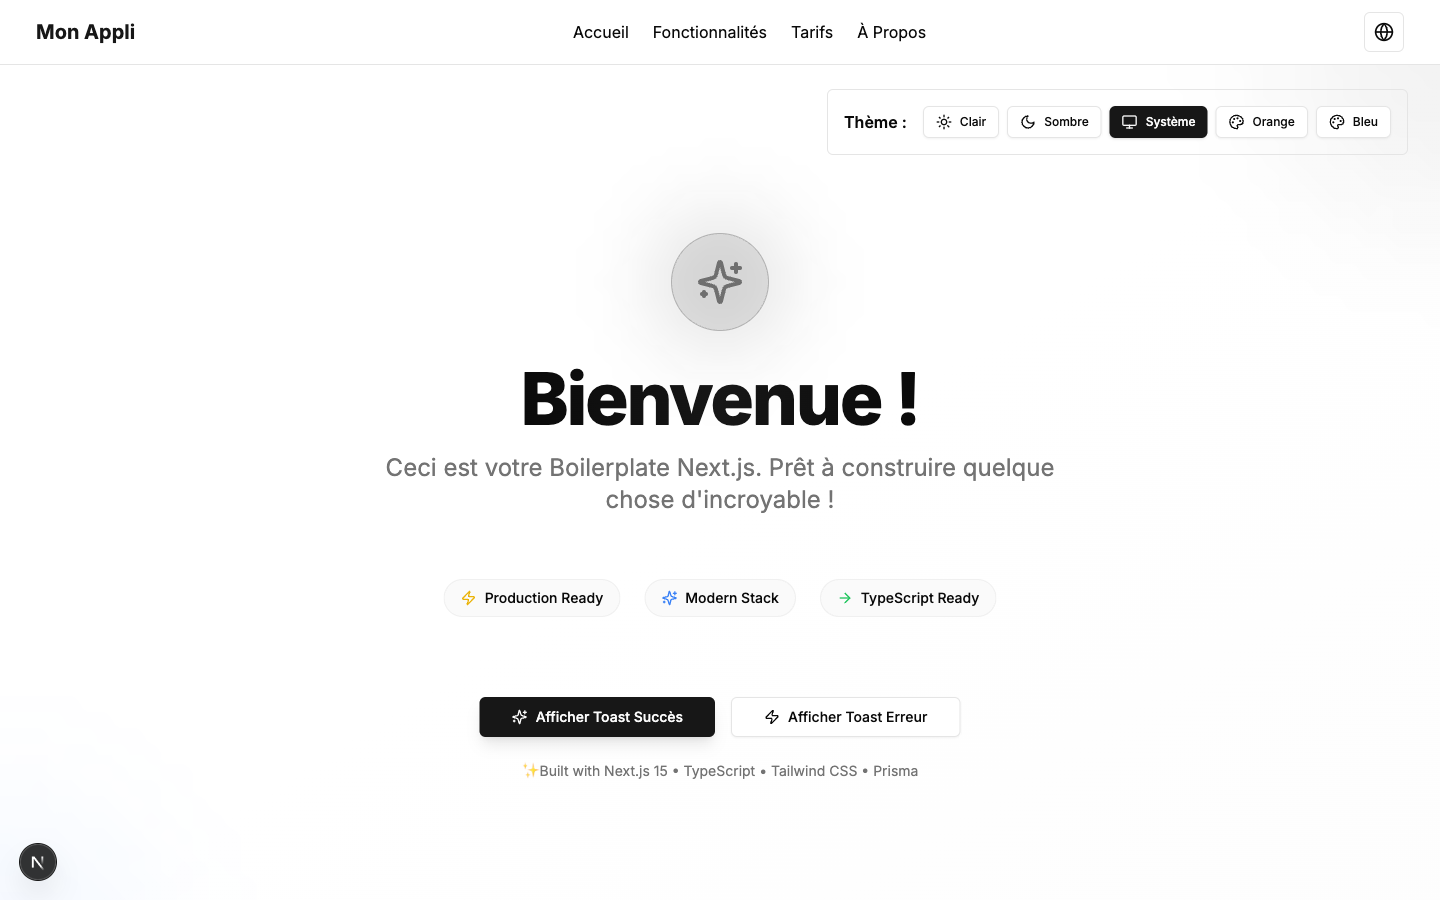 Mon Appli
Accueil Fonctionnalités Tarifs À Propos
Thème : Clair Sombre Système Orange Bleu
Bienvenue !
Ceci est votre Boilerplate Next.js. Prêt à construire quelque
chose d'incroyable !
Production Ready Modern Stack TypeScript Ready
Afficher Toast Succès Afficher Toast Erreur
✨Built with Next.js 15 • TypeScript • Tailwind CSS • Prisma
N